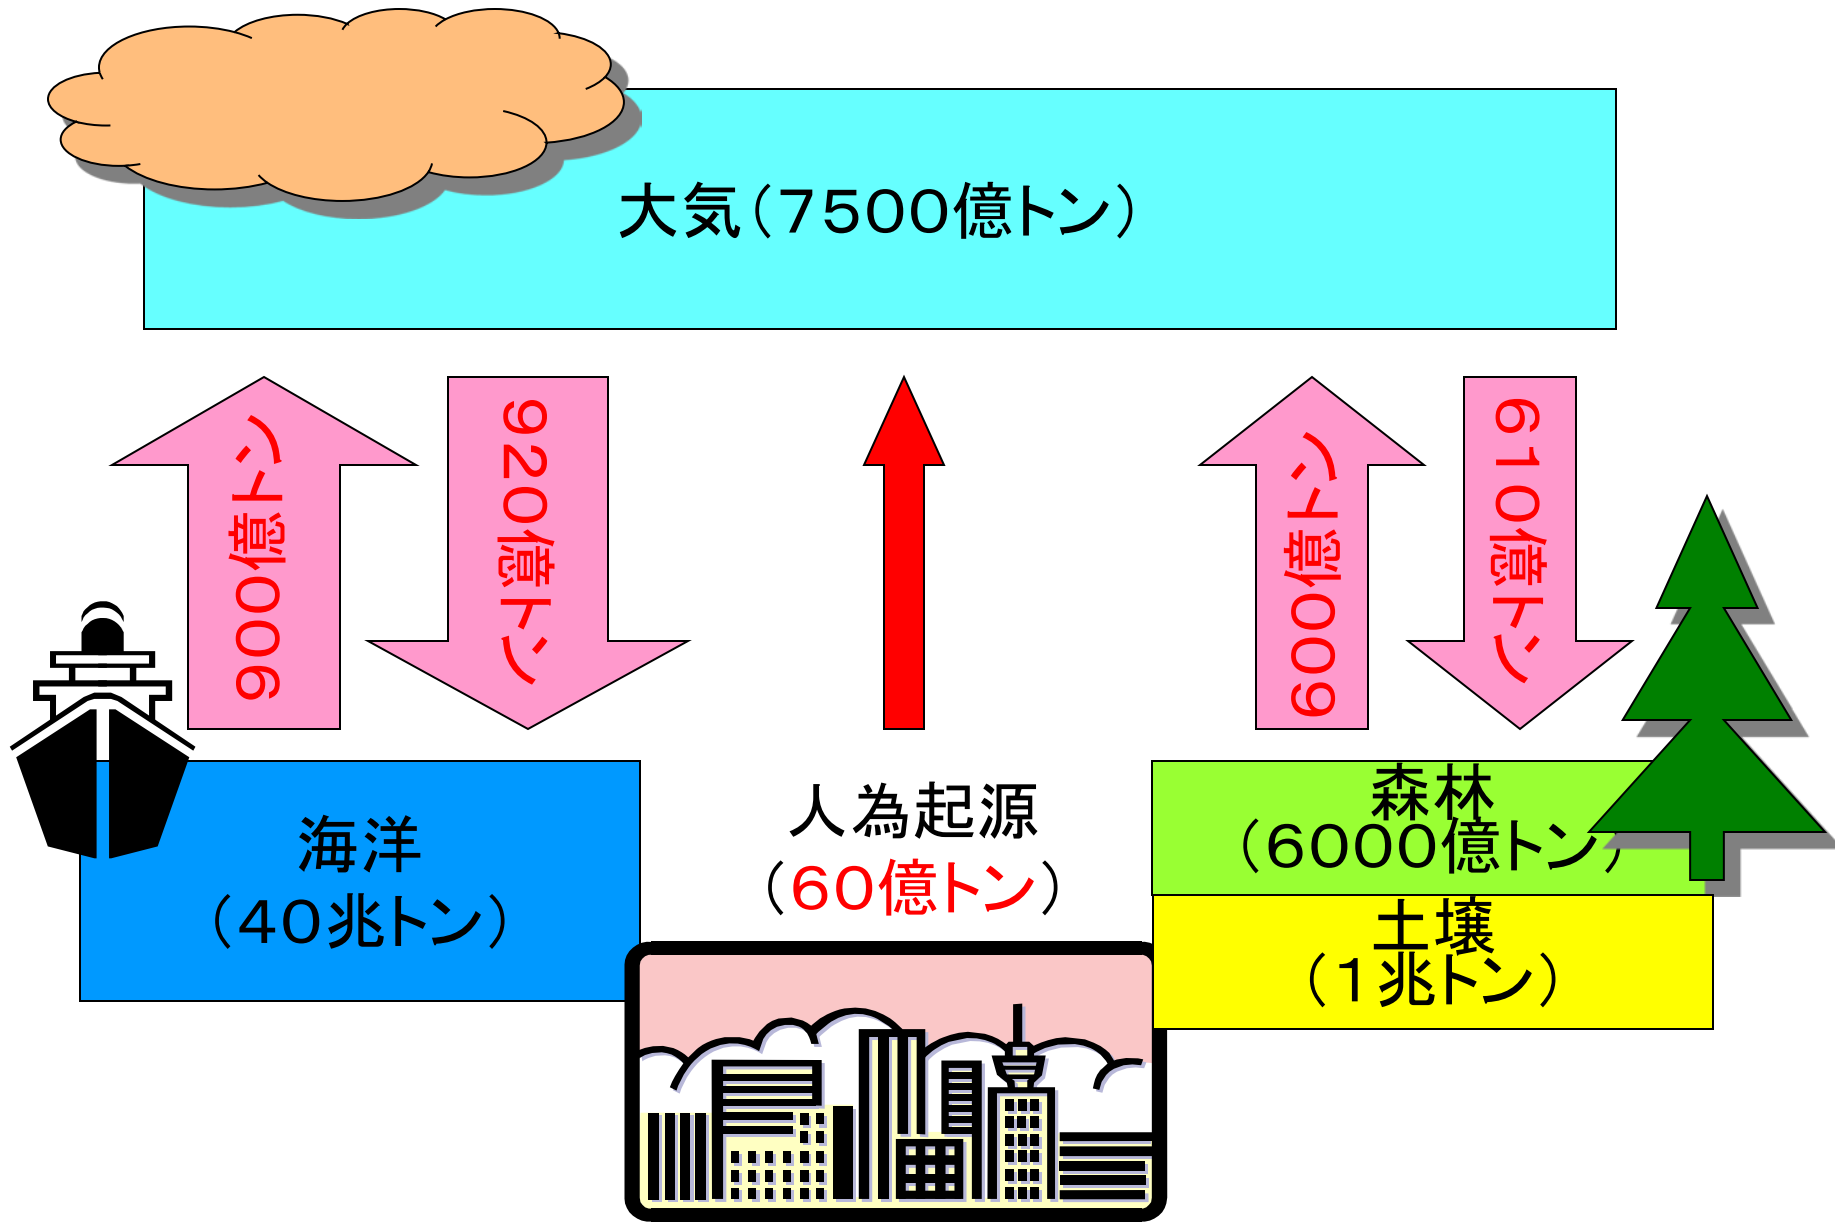 大気（７５００億トン）
９００億トン
９２０億トン
６００億トン
６１０億トン
海洋
（４０兆トン）
人為起源
（６０億トン）
森林
（６０００億トン）
土壌
（１兆トン）